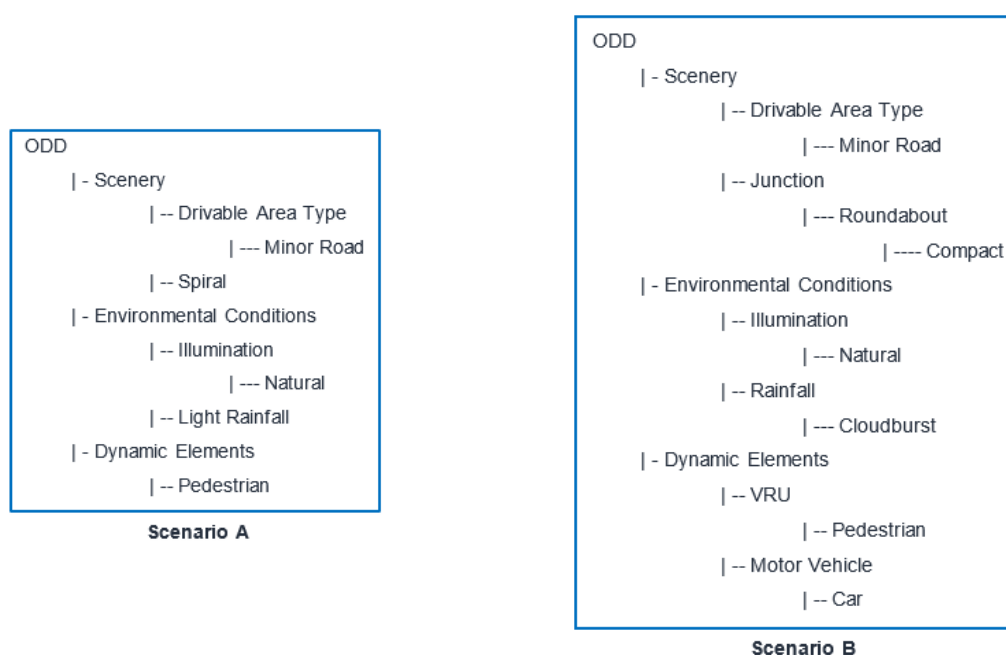 ODD
| - Scenery
| -- Drivable Area Type
| --- Minor Road
| -- Spiral
| - Environmental Conditions
| -- Illumination
| --- Natural
| -- Light Rainfall
| - Dynamic Elements
| -- Pedestrian
Scenario A
ODD
| - Scenery
| -- Drivable Area Type
| --- Minor Road
| -- Junction
| --- Roundabout
| ---- Compact
| - Environmental Conditions
| -- Illumination
| --- Natural
| -- Rainfall
| --- Cloudburst
| - Dynamic Elements
| -- VRU
| -- Pedestrian
| -- Motor Vehicle
| -- Car
Scenario B